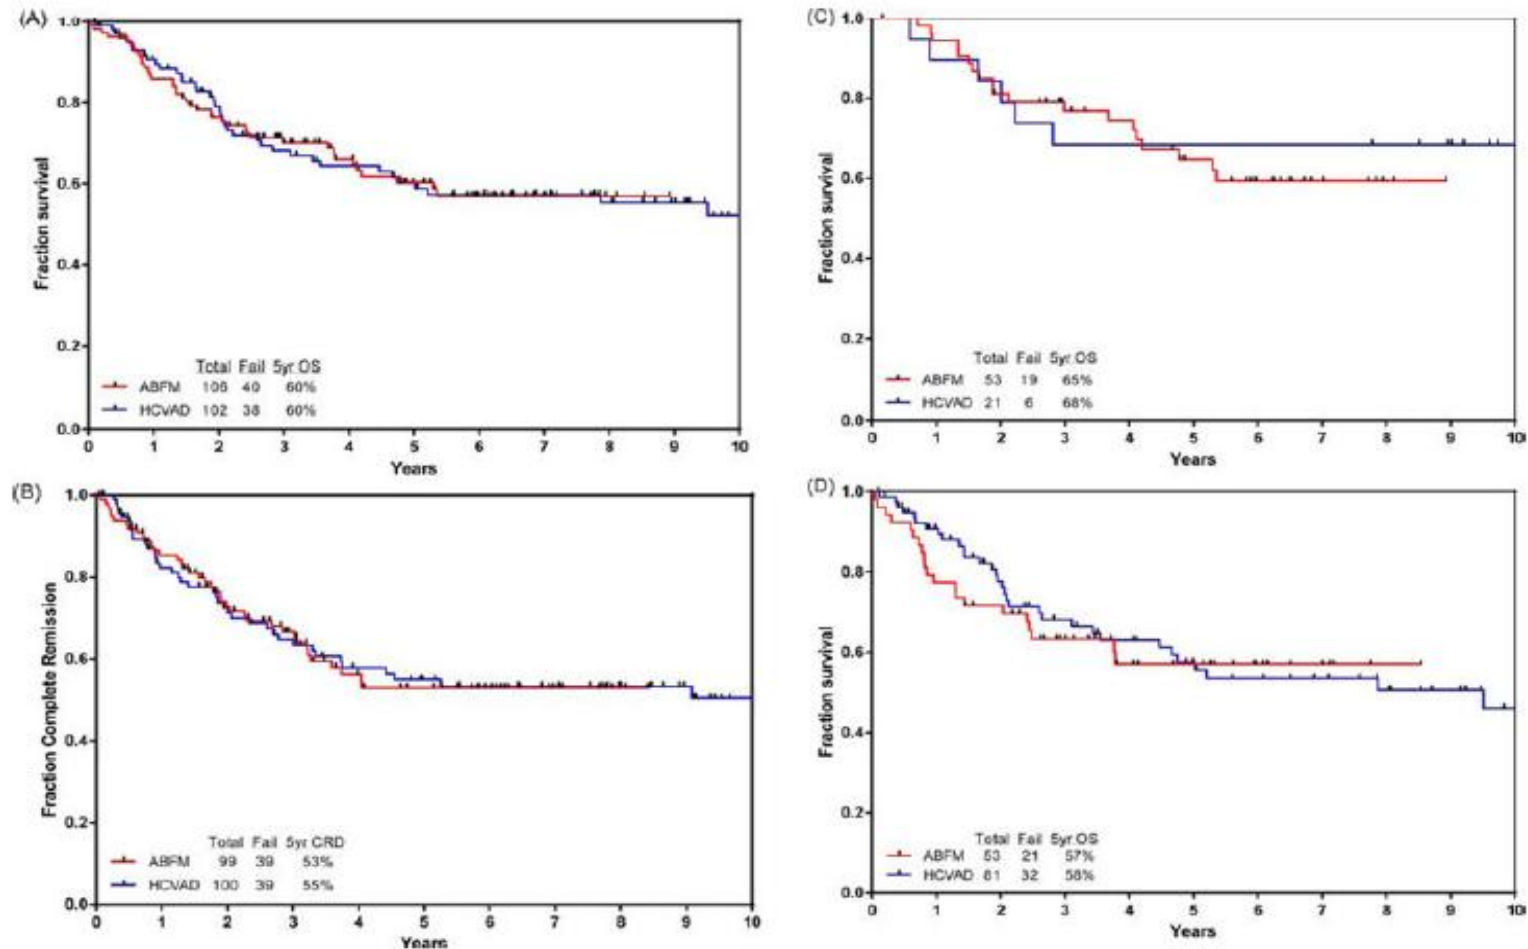 (A)
1.0
0.8
0.6
0.4
0.2
0.0
Fraction survival
Total Fail 5yr OS
ABFM 106 40 60%
HCVAD 102 38 60%
0 1 2 3 4 5 6 7 8 9 10
Years
(B)
1.0
0.8
0.6
0.4
0.2
0.0
Fraction Complete Remission
Total Fail 5yr CRD
ABFM 99 39 53%
HCVAD 100 39 55%
0 1 2 3 4 5 6 7 8 9 10
Years
(C)
1.0
0.8
0.6
0.4
0.2
0.0
Fraction survival
Total Fail 5yr OS
ABFM 53 19 65%
HCVAD 21 6 68%
0 1 2 3 4 5 6 7 8 9 10
Years
(D)
1.0
0.8
0.6
0.4
0.2
0.0
Fraction survival
Total Fail 5yr OS
ABFM 53 21 57%
HCVAD 81 32 58%
0 1 2 3 4 5 6 7 8 9 10
Years